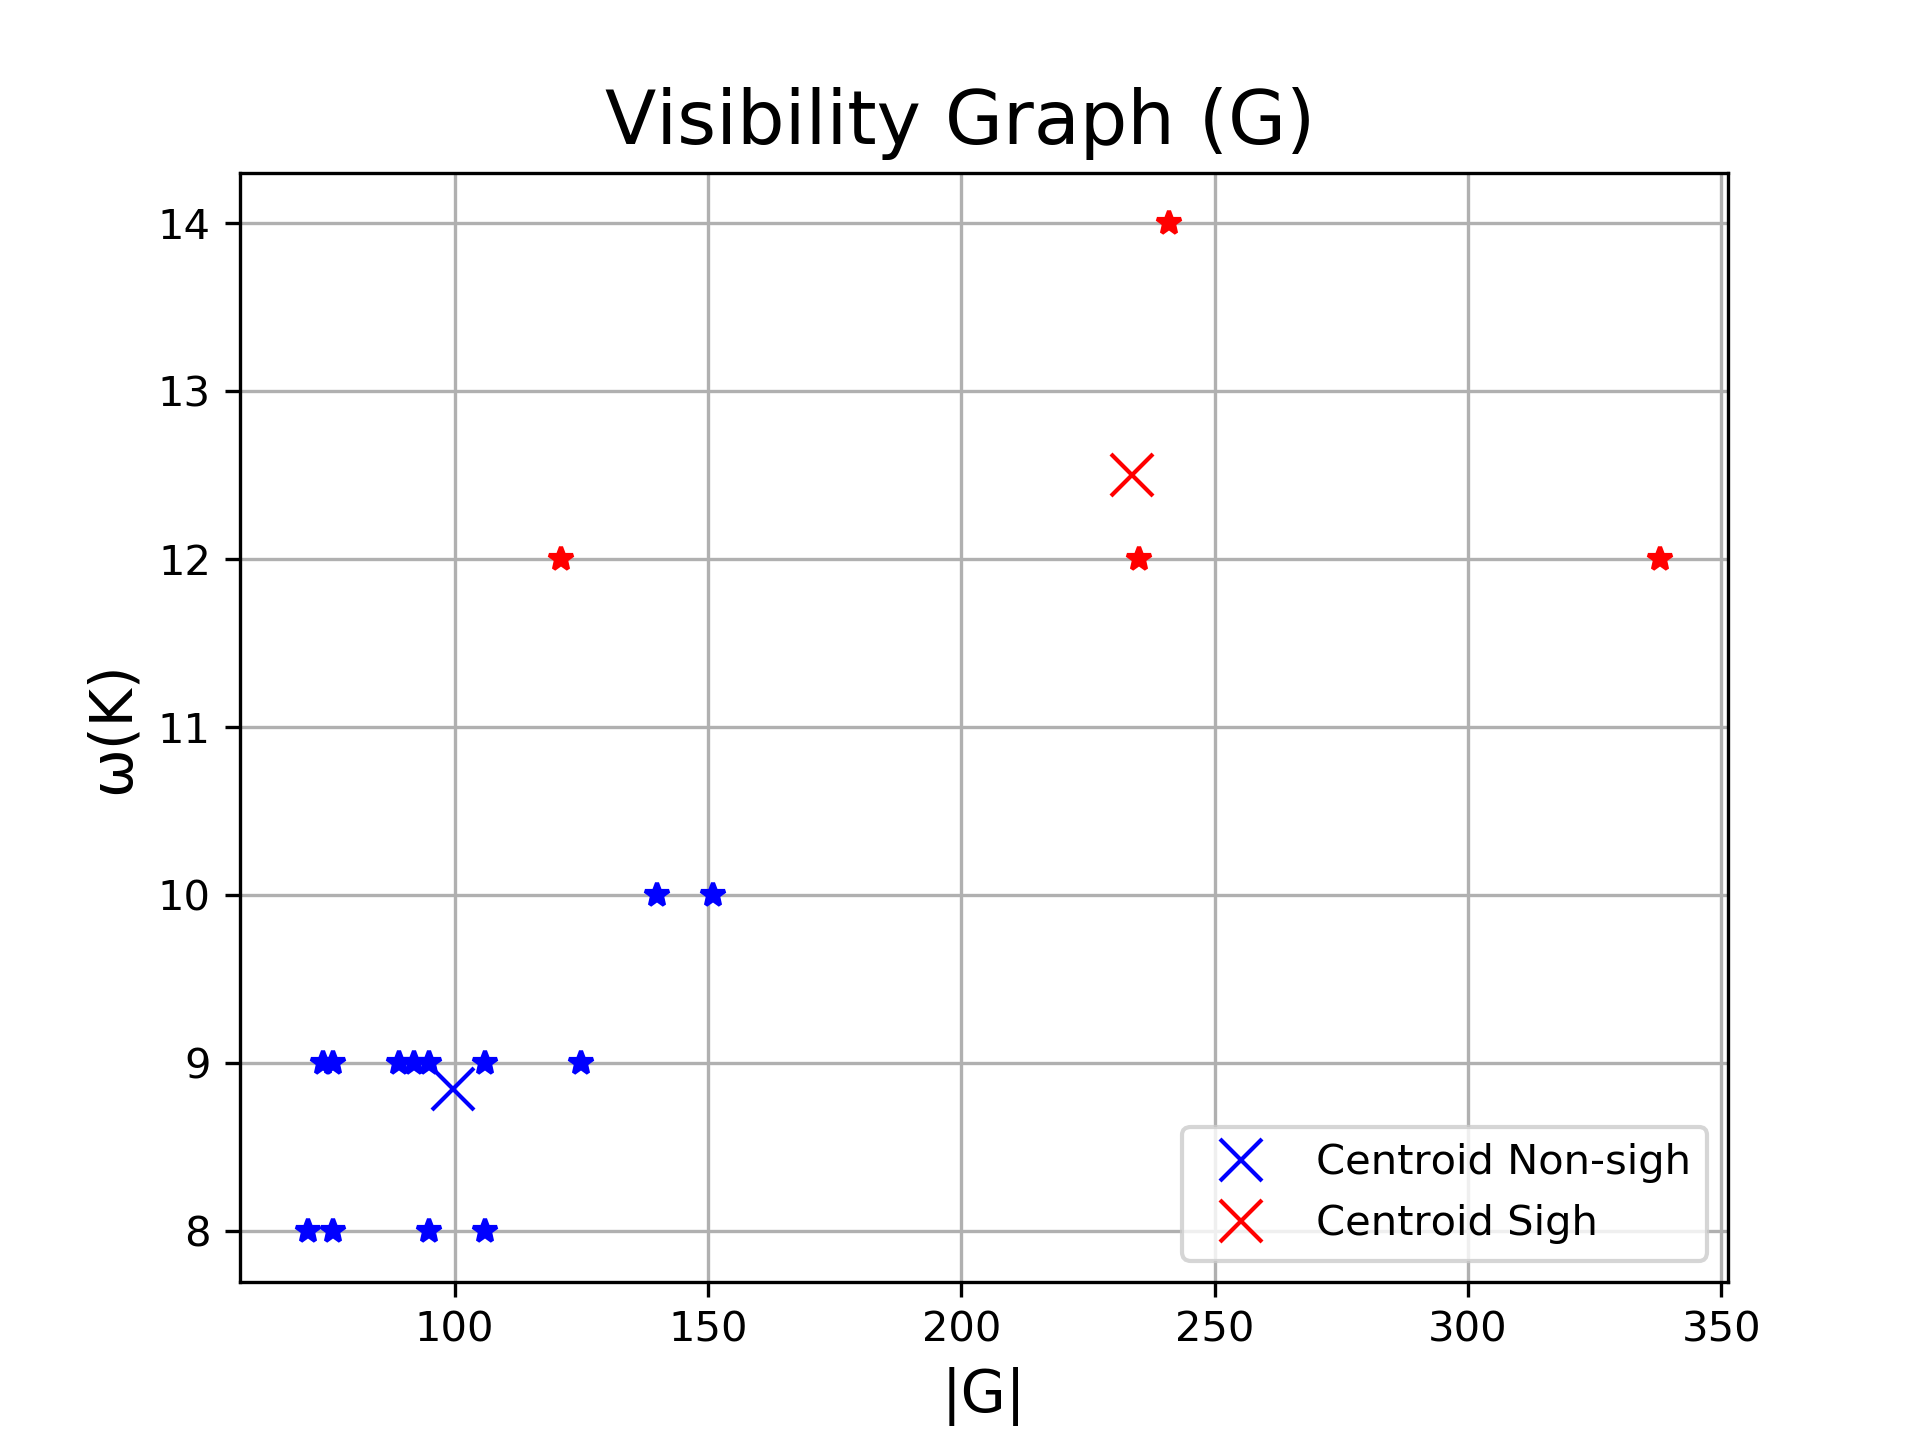 Visibility Graph (G)
14
13
12
11
10
9
8
ω(K)
100 150 200 250 300 350
|G|
Centroid Non-sigh
Centroid Sigh